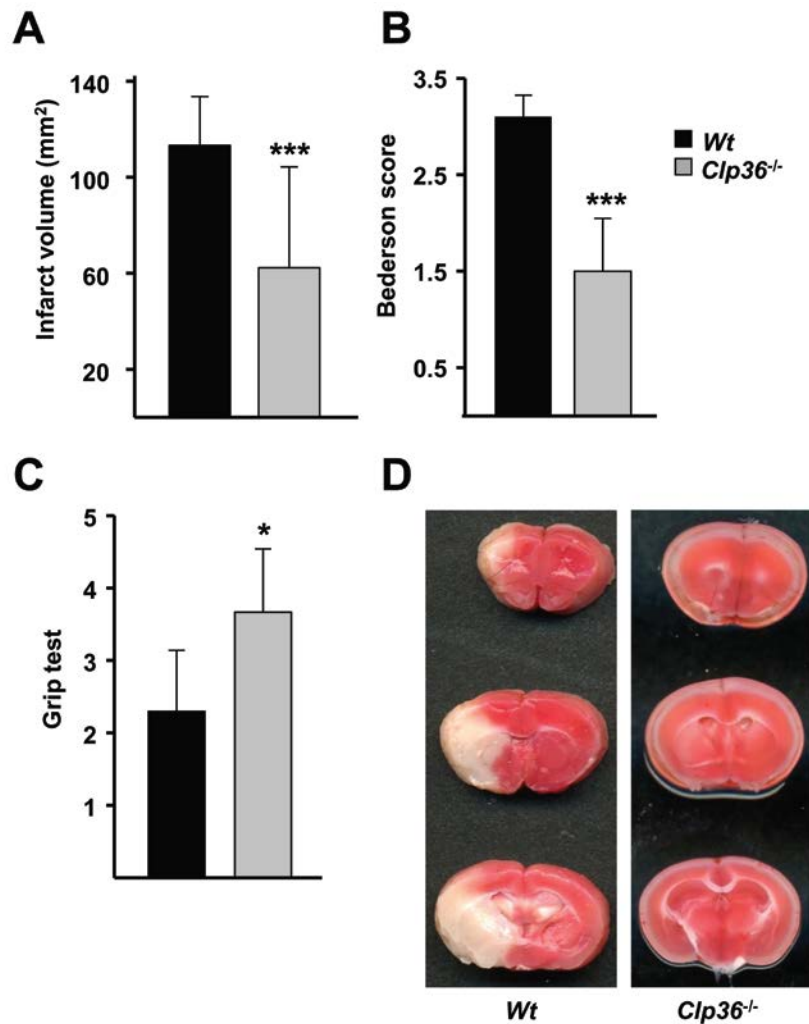 A
Infarct volume (mm²)
140
100
60
20
***
B
Bederson score
3.5
2.5
1.5
0.5
***
Wt
Clp36-/-
C
Grip test
5
4
3
2
1
*
D
Wt
Clp36-/-